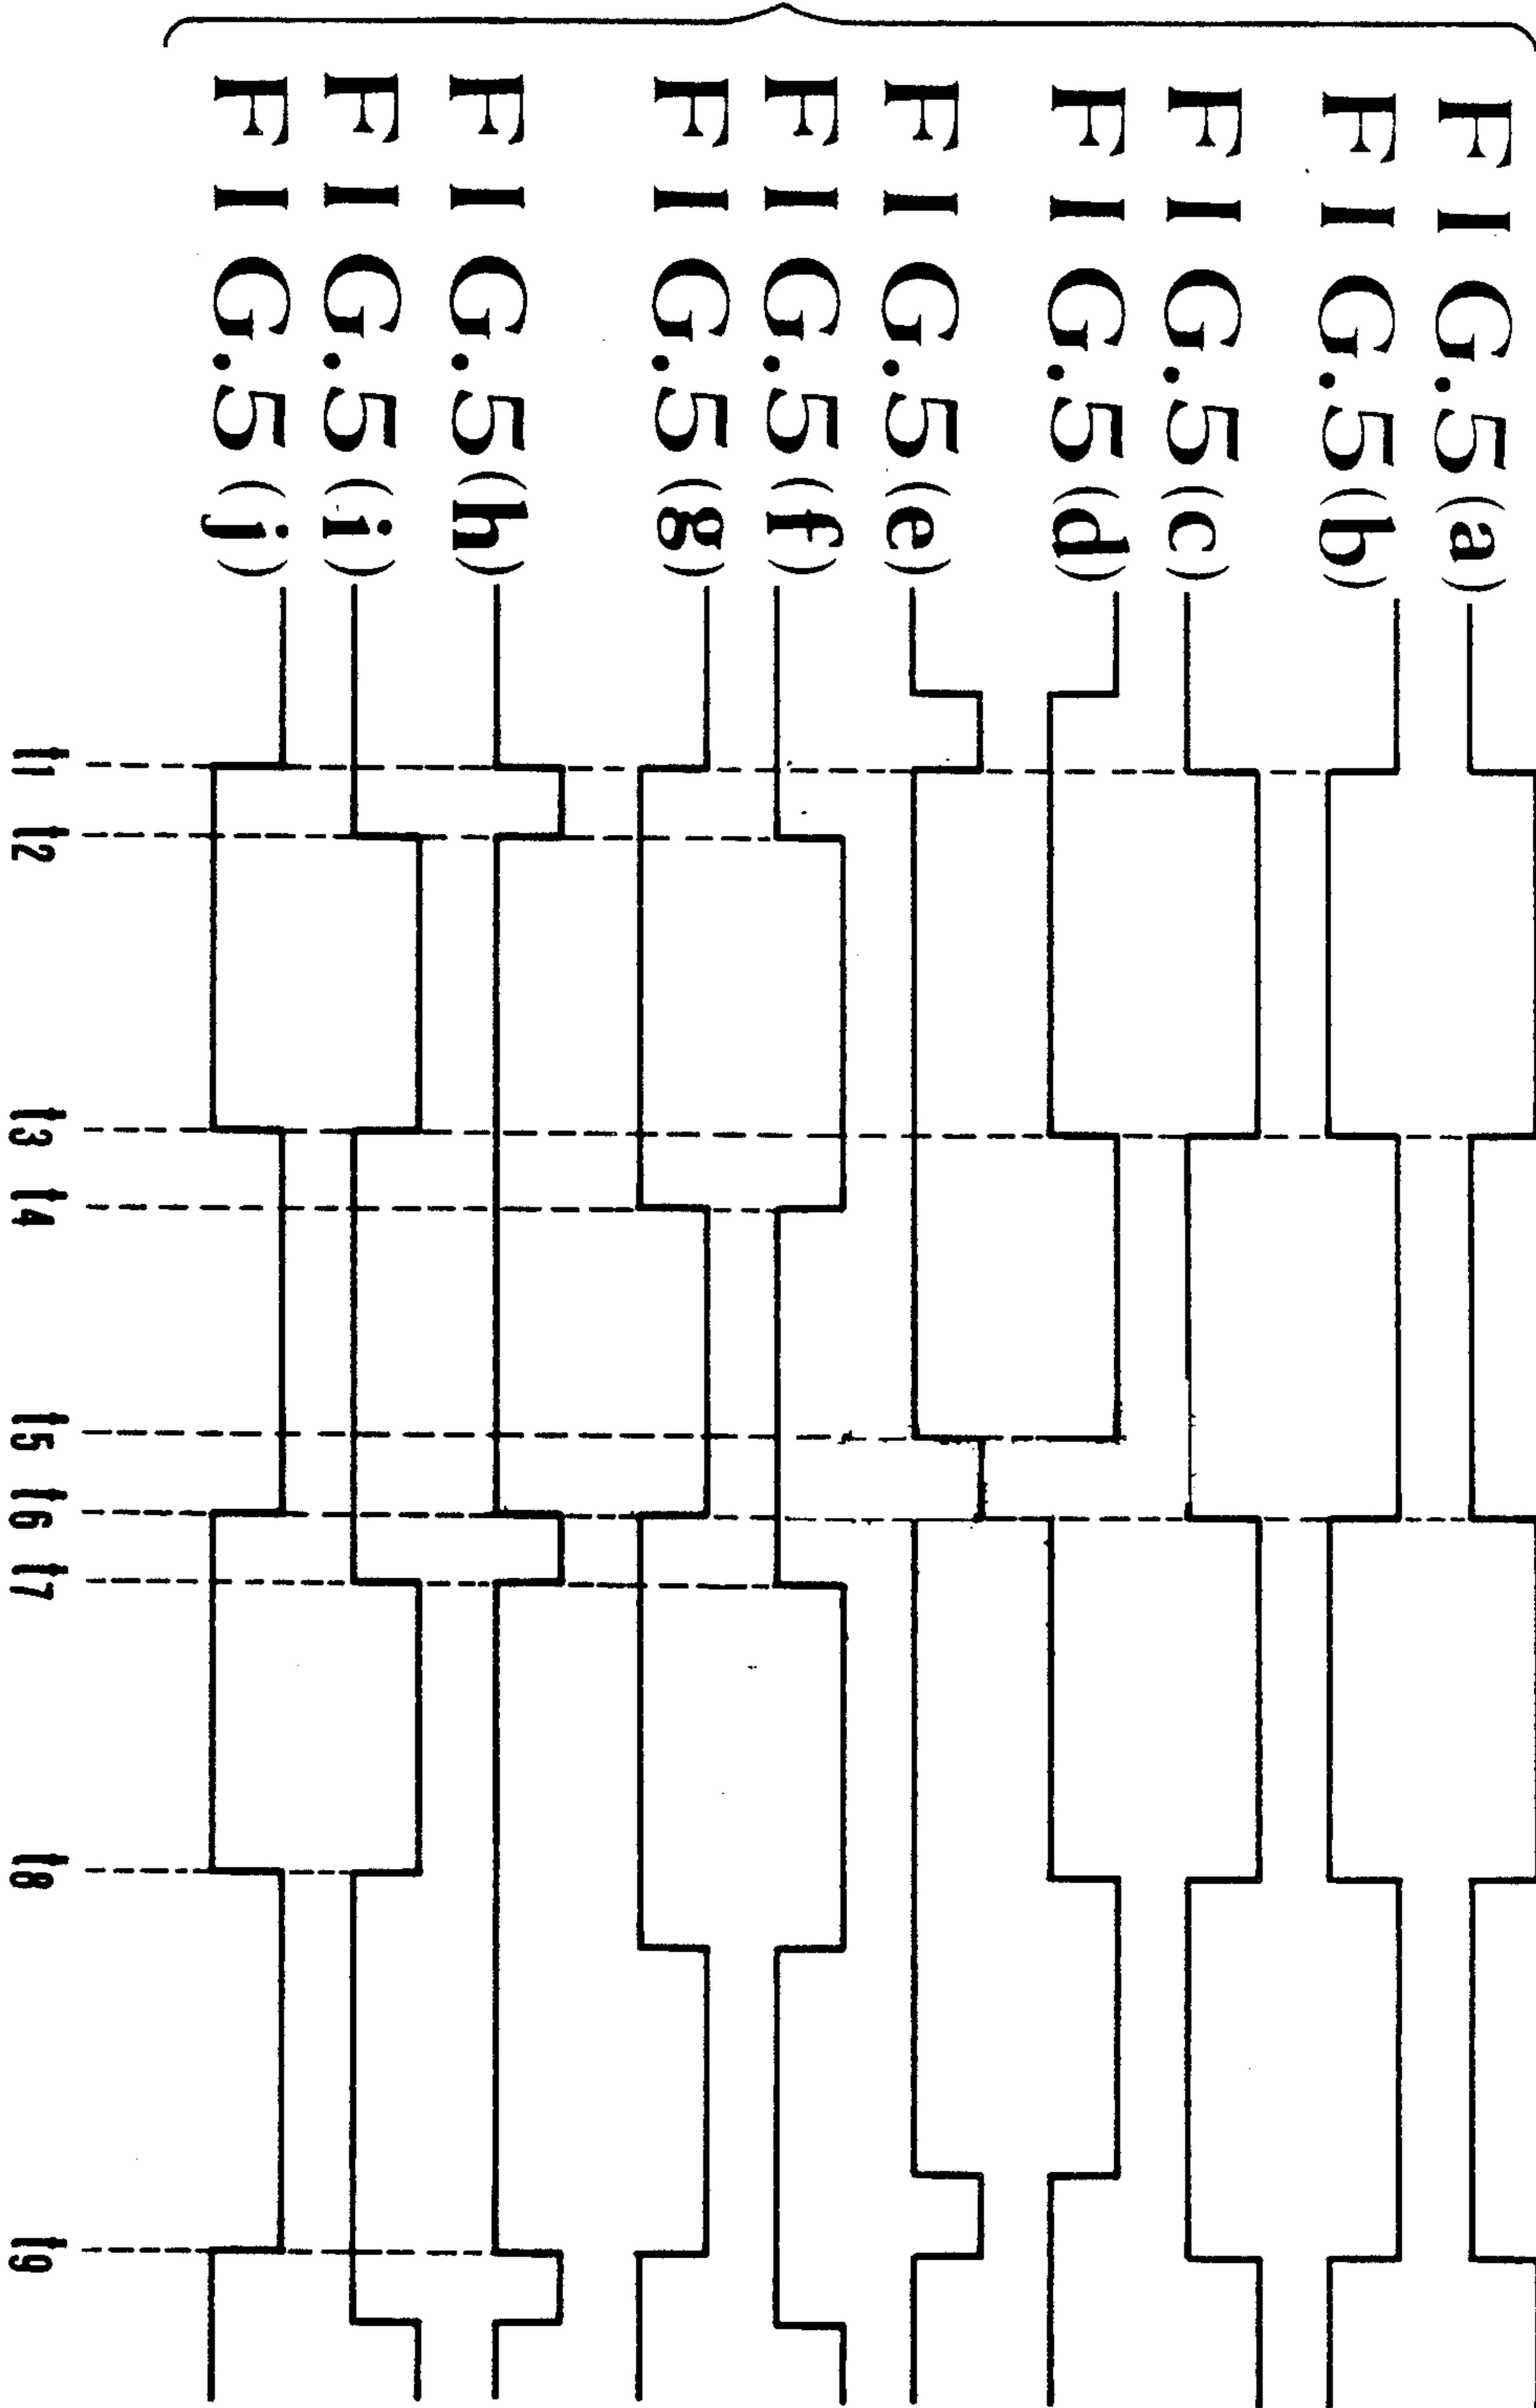 FIG.5(a)
FIG.5(b)
FIG.5(c)
FIG.5(d)
FIG.5(e)
FIG.5(f)
FIG.5(g)
FIG.5(h)
FIG.5(i)
FIG.5(j)
t1 t2 t3 t4 t5 t6 t7 t8 t9